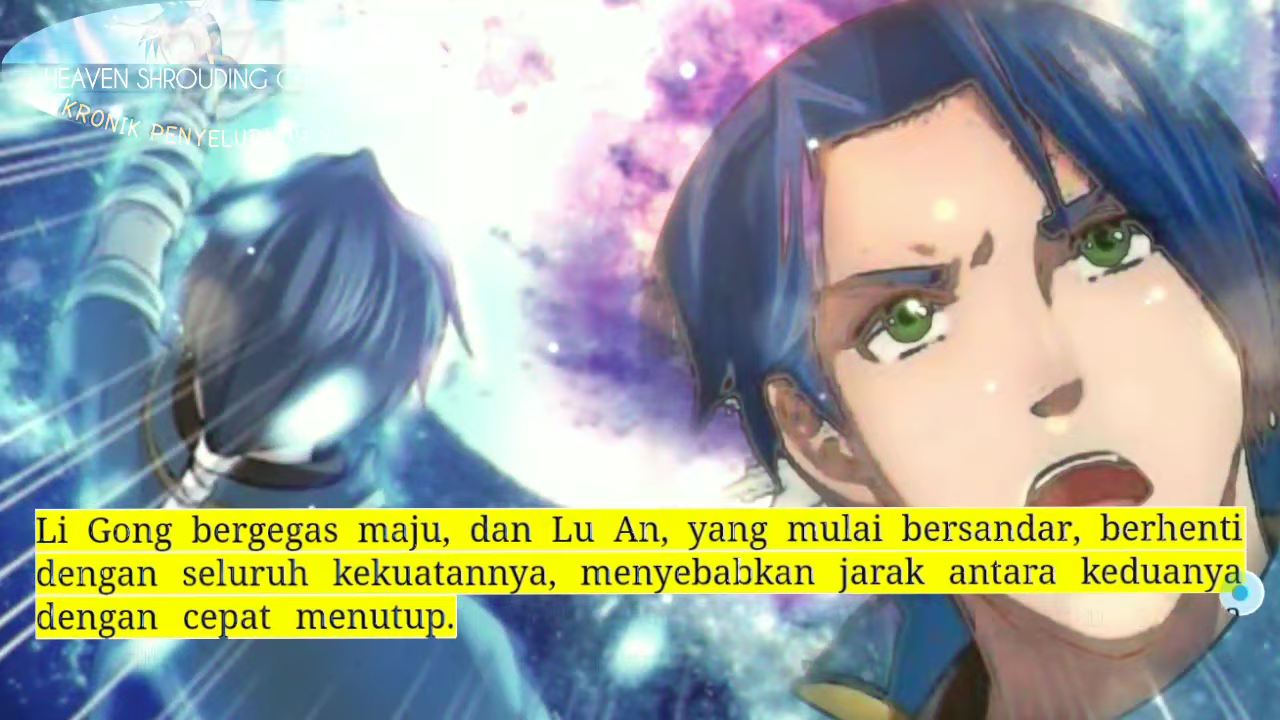 HEAVEN SHROUDING
KRONIK
Li Gong bergegas maju, dan Lu An, yang mulai bersandar, berhenti
dengan seluruh kekuatannya, menyebabkan jarak antara keduanya
dengan cepat menutup.